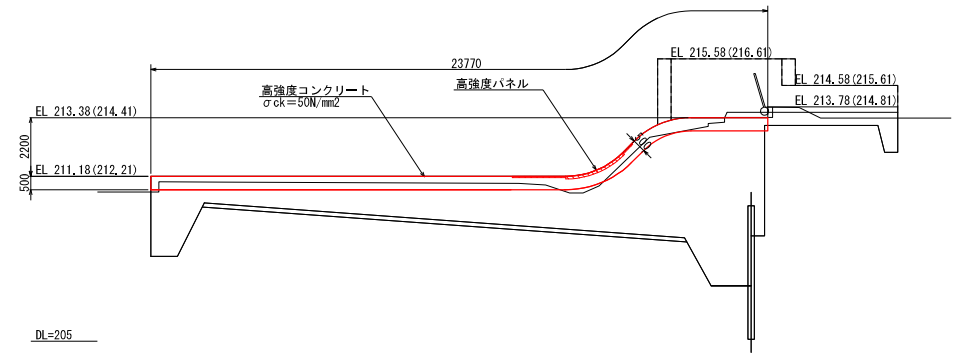 EL 215.58(216.61)
23770
高強度コンクリート
σck=50N/mm2
高強度パネル
EL 214.58(215.61)
EL 213.78(214.81)
EL 213.38(214.41)
2200
500
EL 211.18(212.21)
500
DL=205